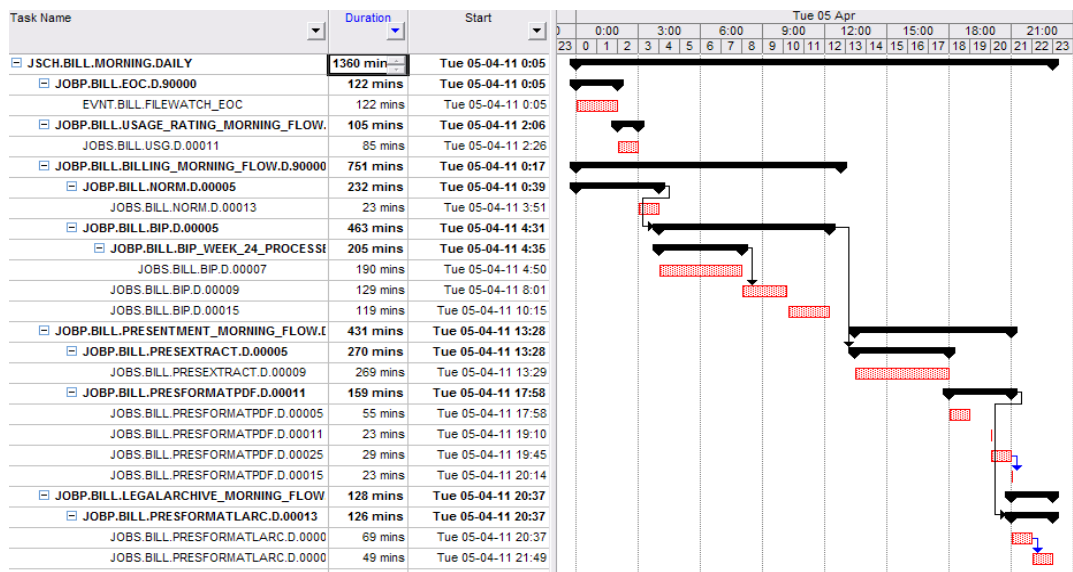 Task Name Duration Start
Tue 05 Apr
0:00 3:00 6:00 9:00 12:00 15:00 18:00 21:00
23 0 1 2 3 4 5 6 7 8 9 10 11 12 13 14 15 16 17 18 19 20 21 22 23
JSCH.BILL.MORNING.DAILY 1360 min Tue 05-04-11 0:05
JOBP.BILL.EOC.D.90000 122 mins Tue 05-04-11 0:05
EVNT.BILL.FILEWATCH_EOC 122 mins Tue 05-04-11 0:05
JOBP.BILL.USAGE_RATING_MORNING_FLOW. 105 mins Tue 05-04-11 2:06
JOBS.BILL.USG.D.00011 85 mins Tue 05-04-11 2:26
JOBP.BILL.BILLING_MORNING_FLOW.D.90000 751 mins Tue 05-04-11 0:17
JOBP.BILL.NORM.D.00005 232 mins Tue 05-04-11 0:39
JOBS.BILL.NORM.D.00013 23 mins Tue 05-04-11 3:51
JOBP.BILL.BIP.D.00005 463 mins Tue 05-04-11 4:31
JOBP.BILL.BIP_WEEK_24_PROCESSE 205 mins Tue 05-04-11 4:35
JOBS.BILL.BIP.D.00007 190 mins Tue 05-04-11 4:50
JOBS.BILL.BIP.D.00009 129 mins Tue 05-04-11 8:01
JOBS.BILL.BIP.D.00015 119 mins Tue 05-04-11 10:15
JOBP.BILL.PRESENTMENT_MORNING_FLOW.[ 431 mins Tue 05-04-11 13:28
JOBP.BILL.PRESEXTRACT.D.00005 270 mins Tue 05-04-11 13:28
JOBS.BILL.PRESEXTRACT.D.00009 269 mins Tue 05-04-11 13:29
JOBP.BILL.PRESFORMATPDF.D.00011 159 mins Tue 05-04-11 17:58
JOBS.BILL.PRESFORMATPDF.D.00005 55 mins Tue 05-04-11 17:58
JOBS.BILL.PRESFORMATPDF.D.00011 23 mins Tue 05-04-11 19:10
JOBS.BILL.PRESFORMATPDF.D.00025 29 mins Tue 05-04-11 19:45
JOBS.BILL.PRESFORMATPDF.D.00015 23 mins Tue 05-04-11 20:14
JOBP.BILL.LEGALARCHIVE_MORNING_FLOW 128 mins Tue 05-04-11 20:37
JOBP.BILL.PRESFORMATLARC.D.00013 126 mins Tue 05-04-11 20:37
JOBS.BILL.PRESFORMATLARC.D.0000 69 mins Tue 05-04-11 20:37
JOBS.BILL.PRESFORMATLARC.D.0000 49 mins Tue 05-04-11 21:49